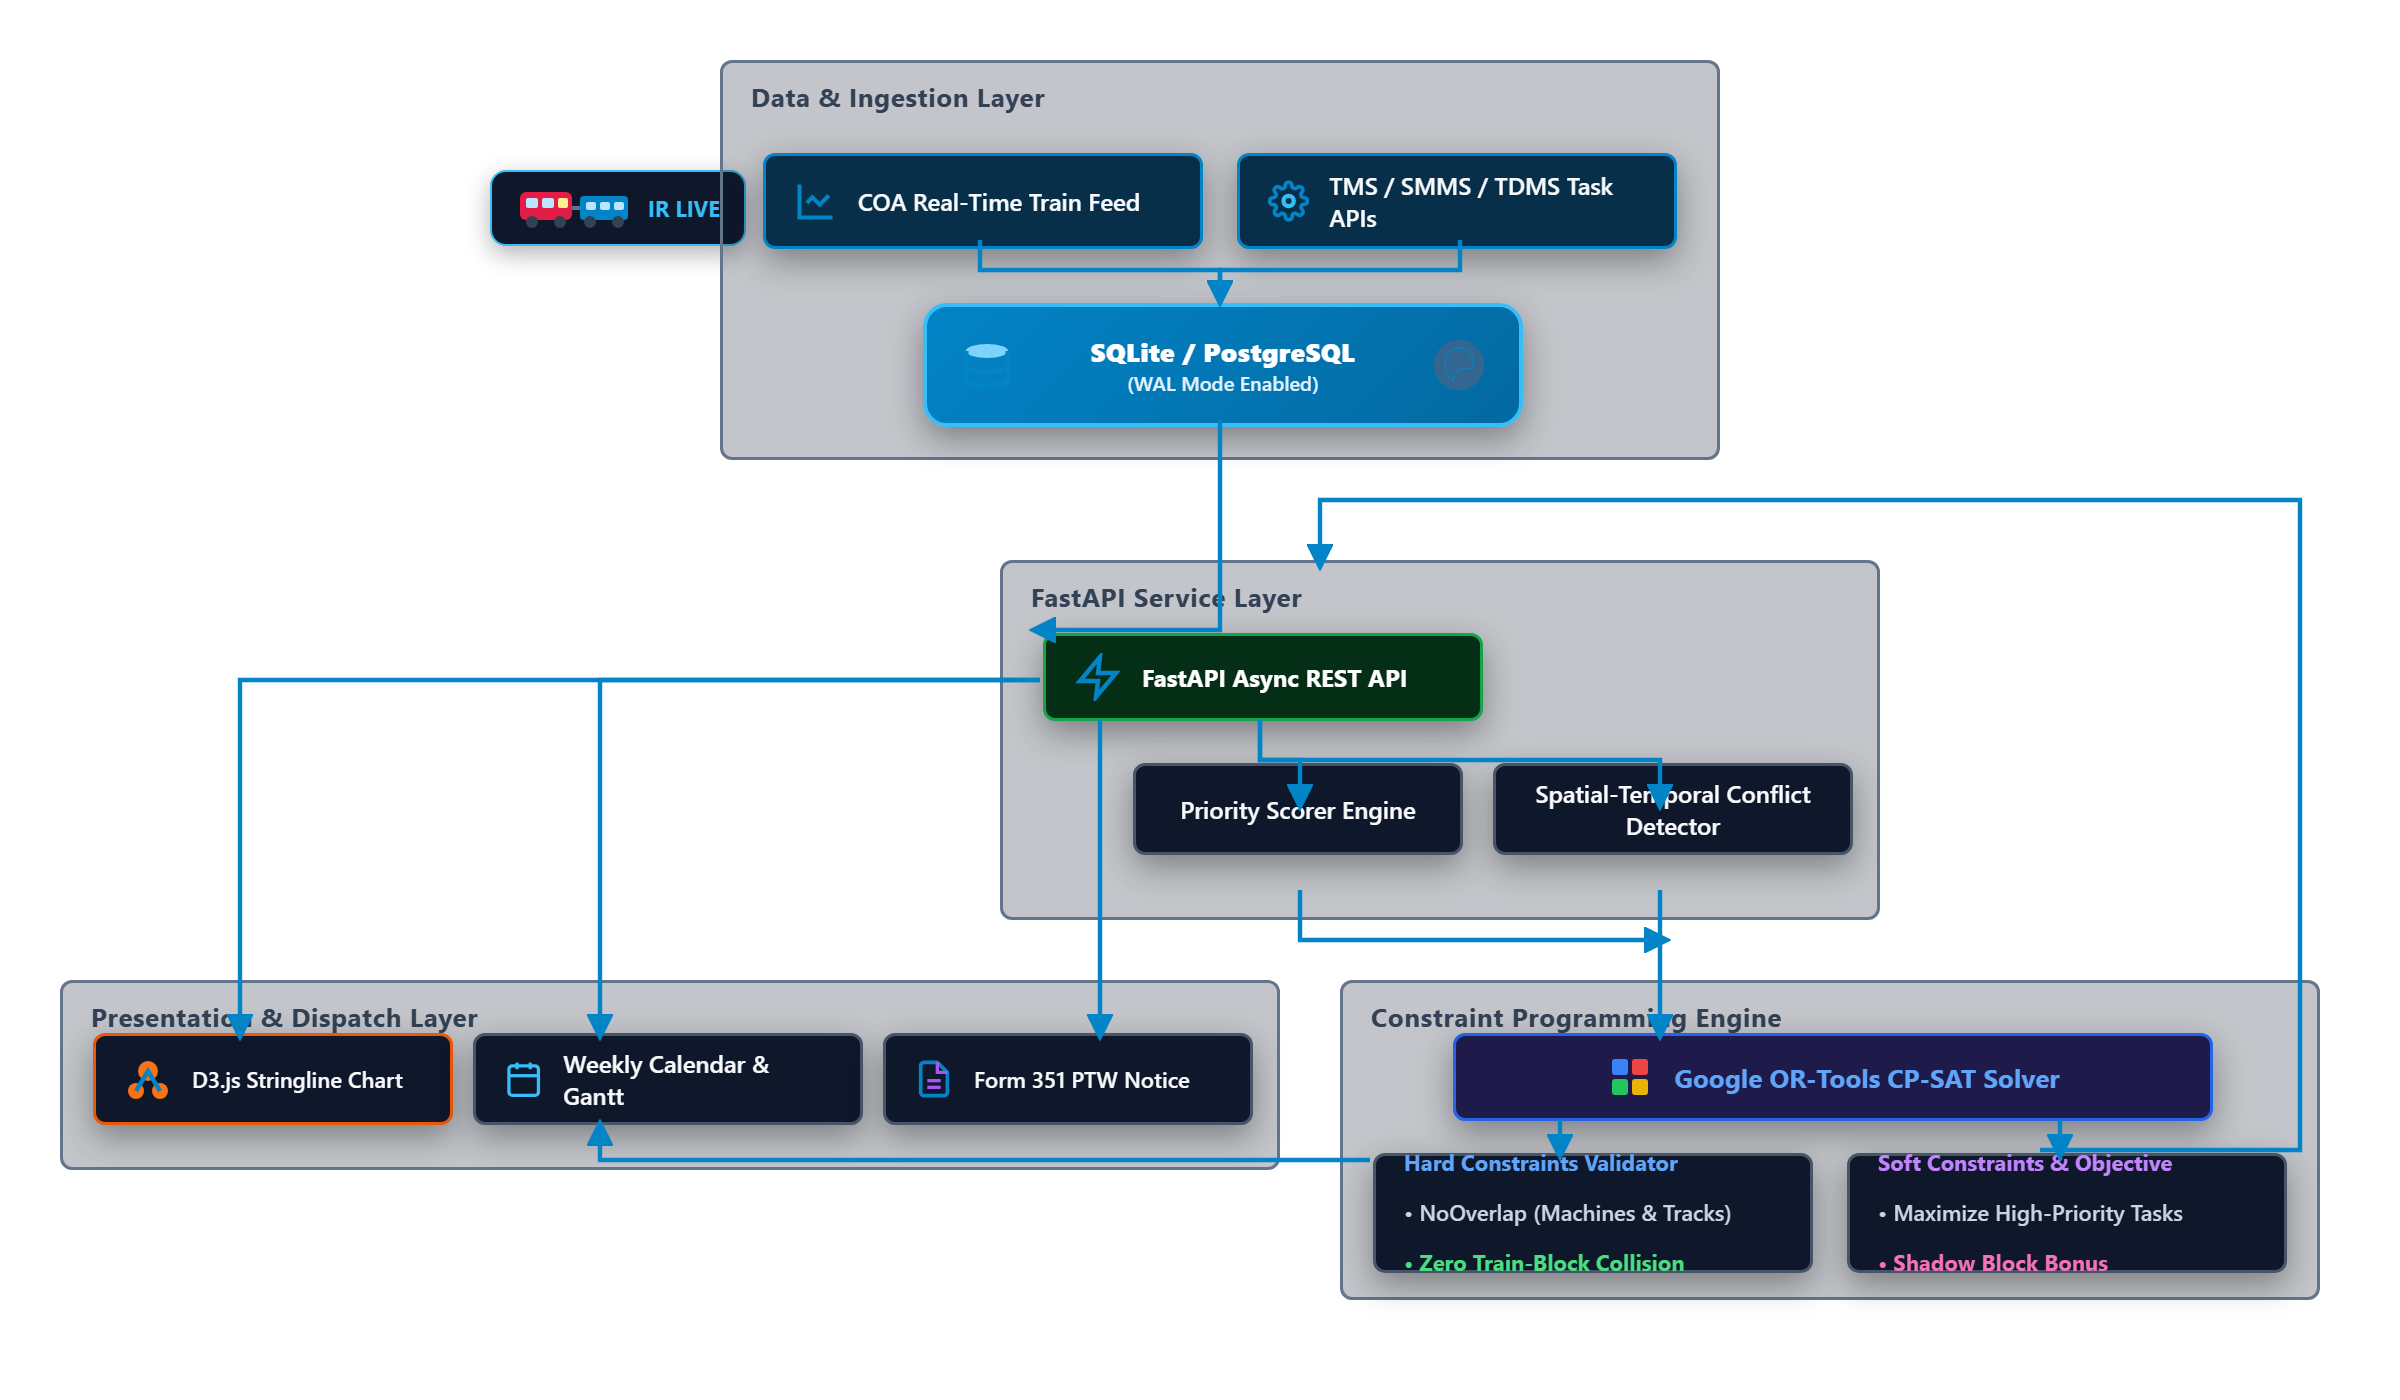 Data & Ingestion Layer
IR LIVE
COA Real-Time Train Feed
TMS / SMMS / TDMS Task
APIs
SQLite / PostgreSQL
(WAL Mode Enabled)
FastAPI Service Layer
FastAPI Async REST API
Priority Scorer Engine
Spatial-Temporal Conflict
Detector
Presentation & Dispatch Layer
D3.js Stringline Chart
Weekly Calendar &
Gantt
Form 351 PTW Notice
Constraint Programming Engine
Google OR-Tools CP-SAT Solver
Hard Constraints Validator
• NoOverlap (Machines & Tracks)
• Zero Train-Block Collision
Soft Constraints & Objective
• Maximize High-Priority Tasks
• Shadow Block Bonus